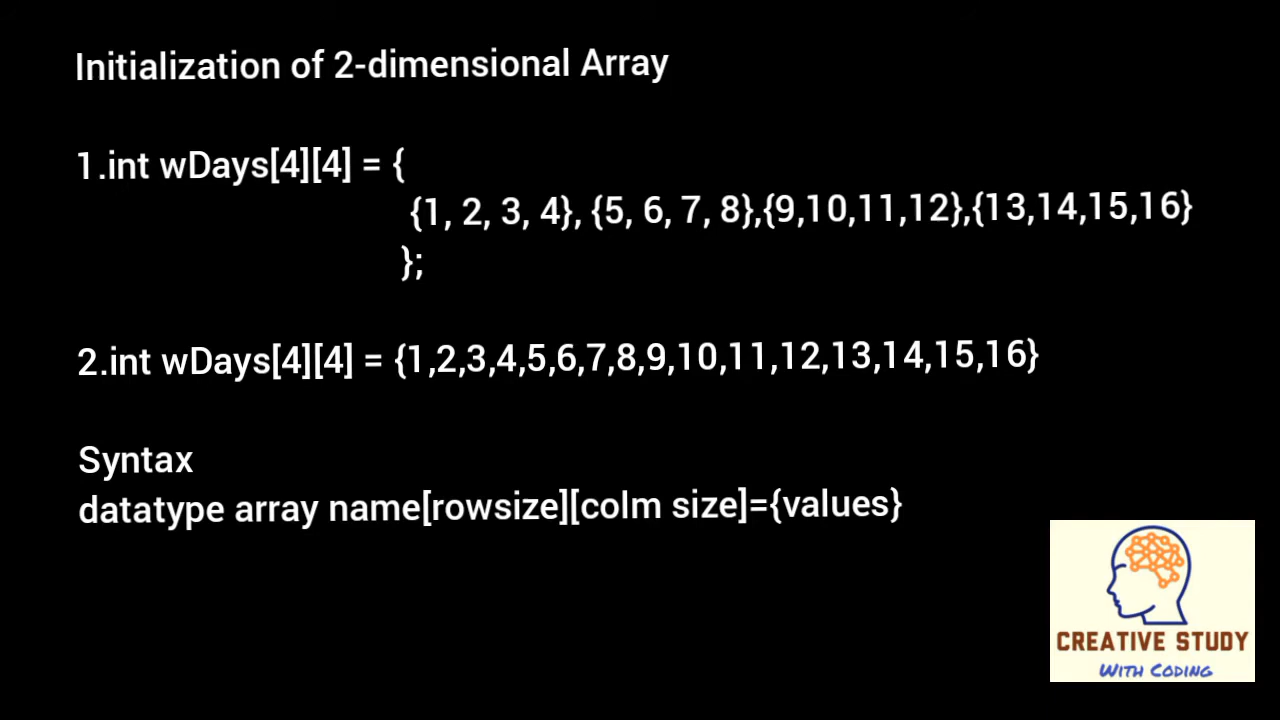 Initialization of 2-dimensional Array
1.int wDays[4][4] = {
{1, 2, 3, 4}, {5, 6, 7, 8},{9,10,11,12},{13,14,15,16}
};
2.int wDays[4][4] = {1,2,3,4,5,6,7,8,9,10,11,12,13,14,15,16}
Syntax
datatype array name[rowsize][colm size]={values}
CREATIVE STUDY
WITH CODING